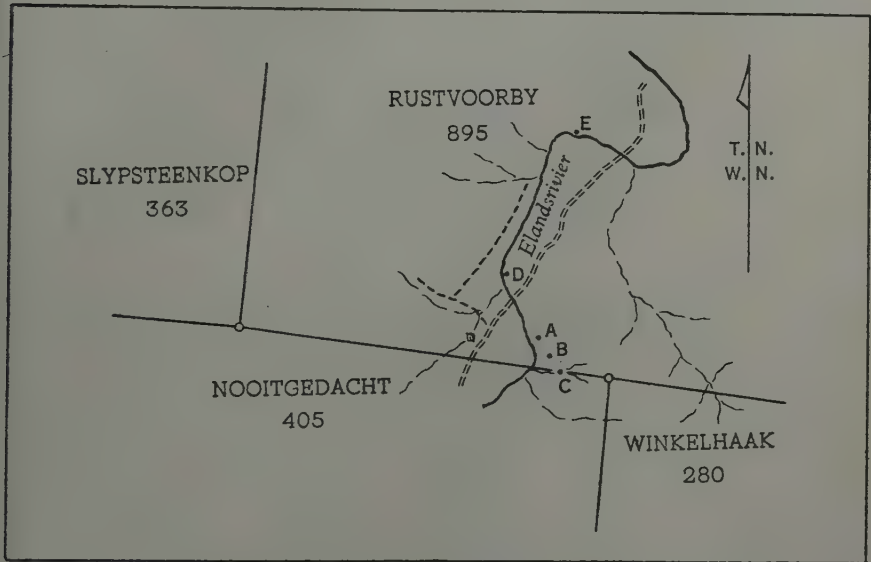 RUSTVOORBY
895
E
T. N.
W. N.
SLYPSTEENKOP
363
Elandsrivier
D
A
B
C
NOOITGEDACHT
405
WINKELHAAK
280